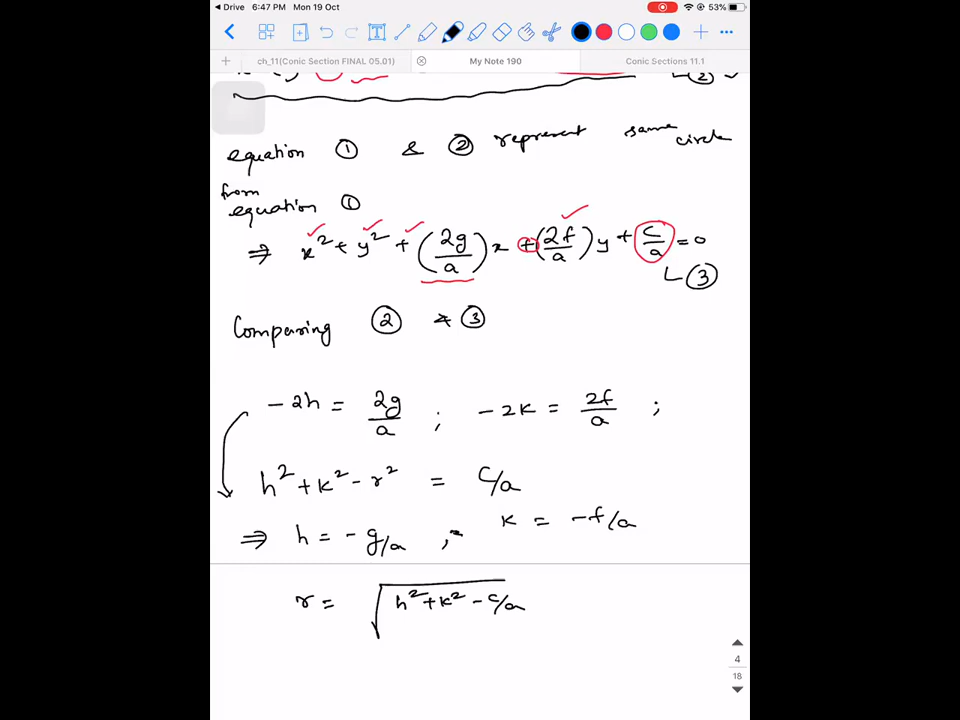 Drive 6:47 PM Mon 19 Oct 53%
ch_11(Conic Section FINAL 05.01) My Note 190 Conic Sections 11.1
equation ① & ② represent same circle
from
equation ①
⇒ x² + y² + (2g/a)x + (2f/a)y + c/a = 0
③
Comparing ② & ③
-2h = 2g/a ; -2k = 2f/a ;
h² + k² - r² = c/a
⇒ h = -g/a , k = -f/a
r = √(h² + k² - c/a)
4
18